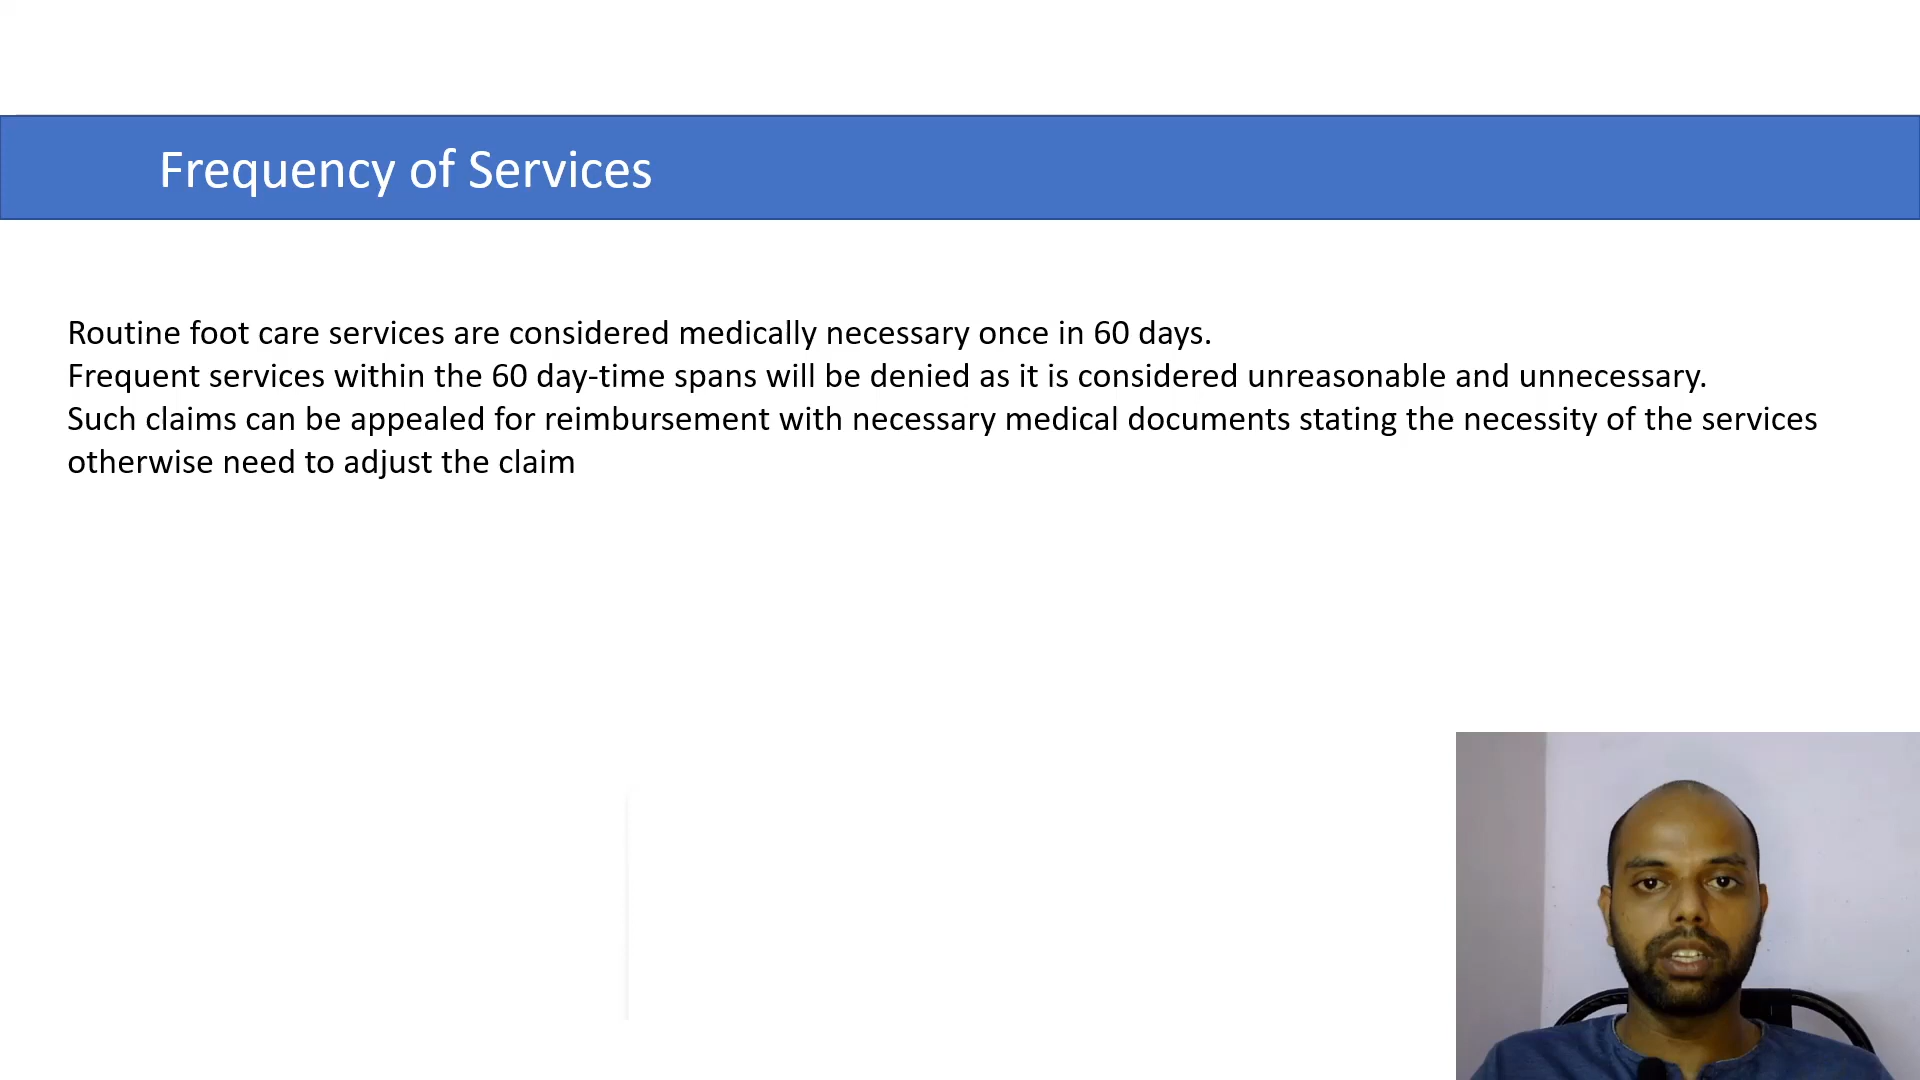 Frequency of Services
Routine foot care services are considered medically necessary once in 60 days.
Frequent services within the 60 day-time spans will be denied as it is considered unreasonable and unnecessary.
Such claims can be appealed for reimbursement with necessary medical documents stating the necessity of the services
otherwise need to adjust the claim